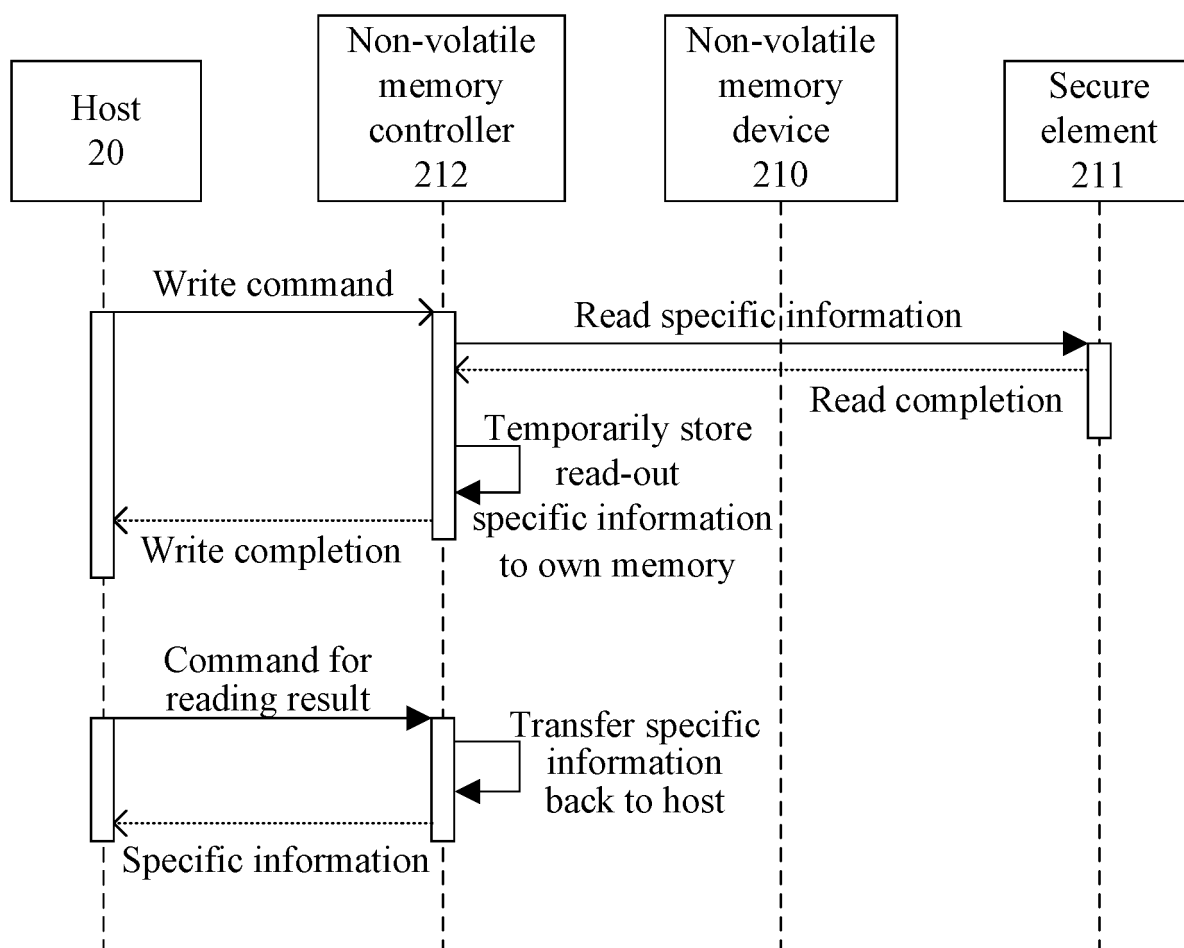 Host
20
Non-volatile
memory
controller
212
Non-volatile
memory
device
210
Secure
element
211
Write command
Read specific information
Read completion
Temporarily store
read-out
specific information
to own memory
Write completion
Command for
reading result
Transfer specific
information
back to host
Specific information